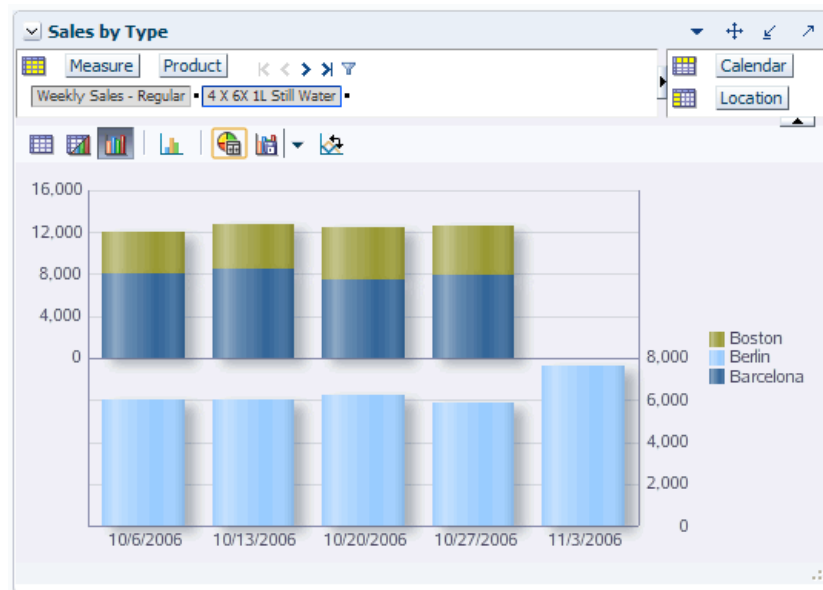 Sales by Type
Measure Product
Weekly Sales - Regular 4 X 6X 1L Still Water
Calendar
Location
16,000
12,000
8,000
4,000
0
8,000
6,000
4,000
2,000
0
Boston
Berlin
Barcelona
10/6/2006 10/13/2006 10/20/2006 10/27/2006 11/3/2006